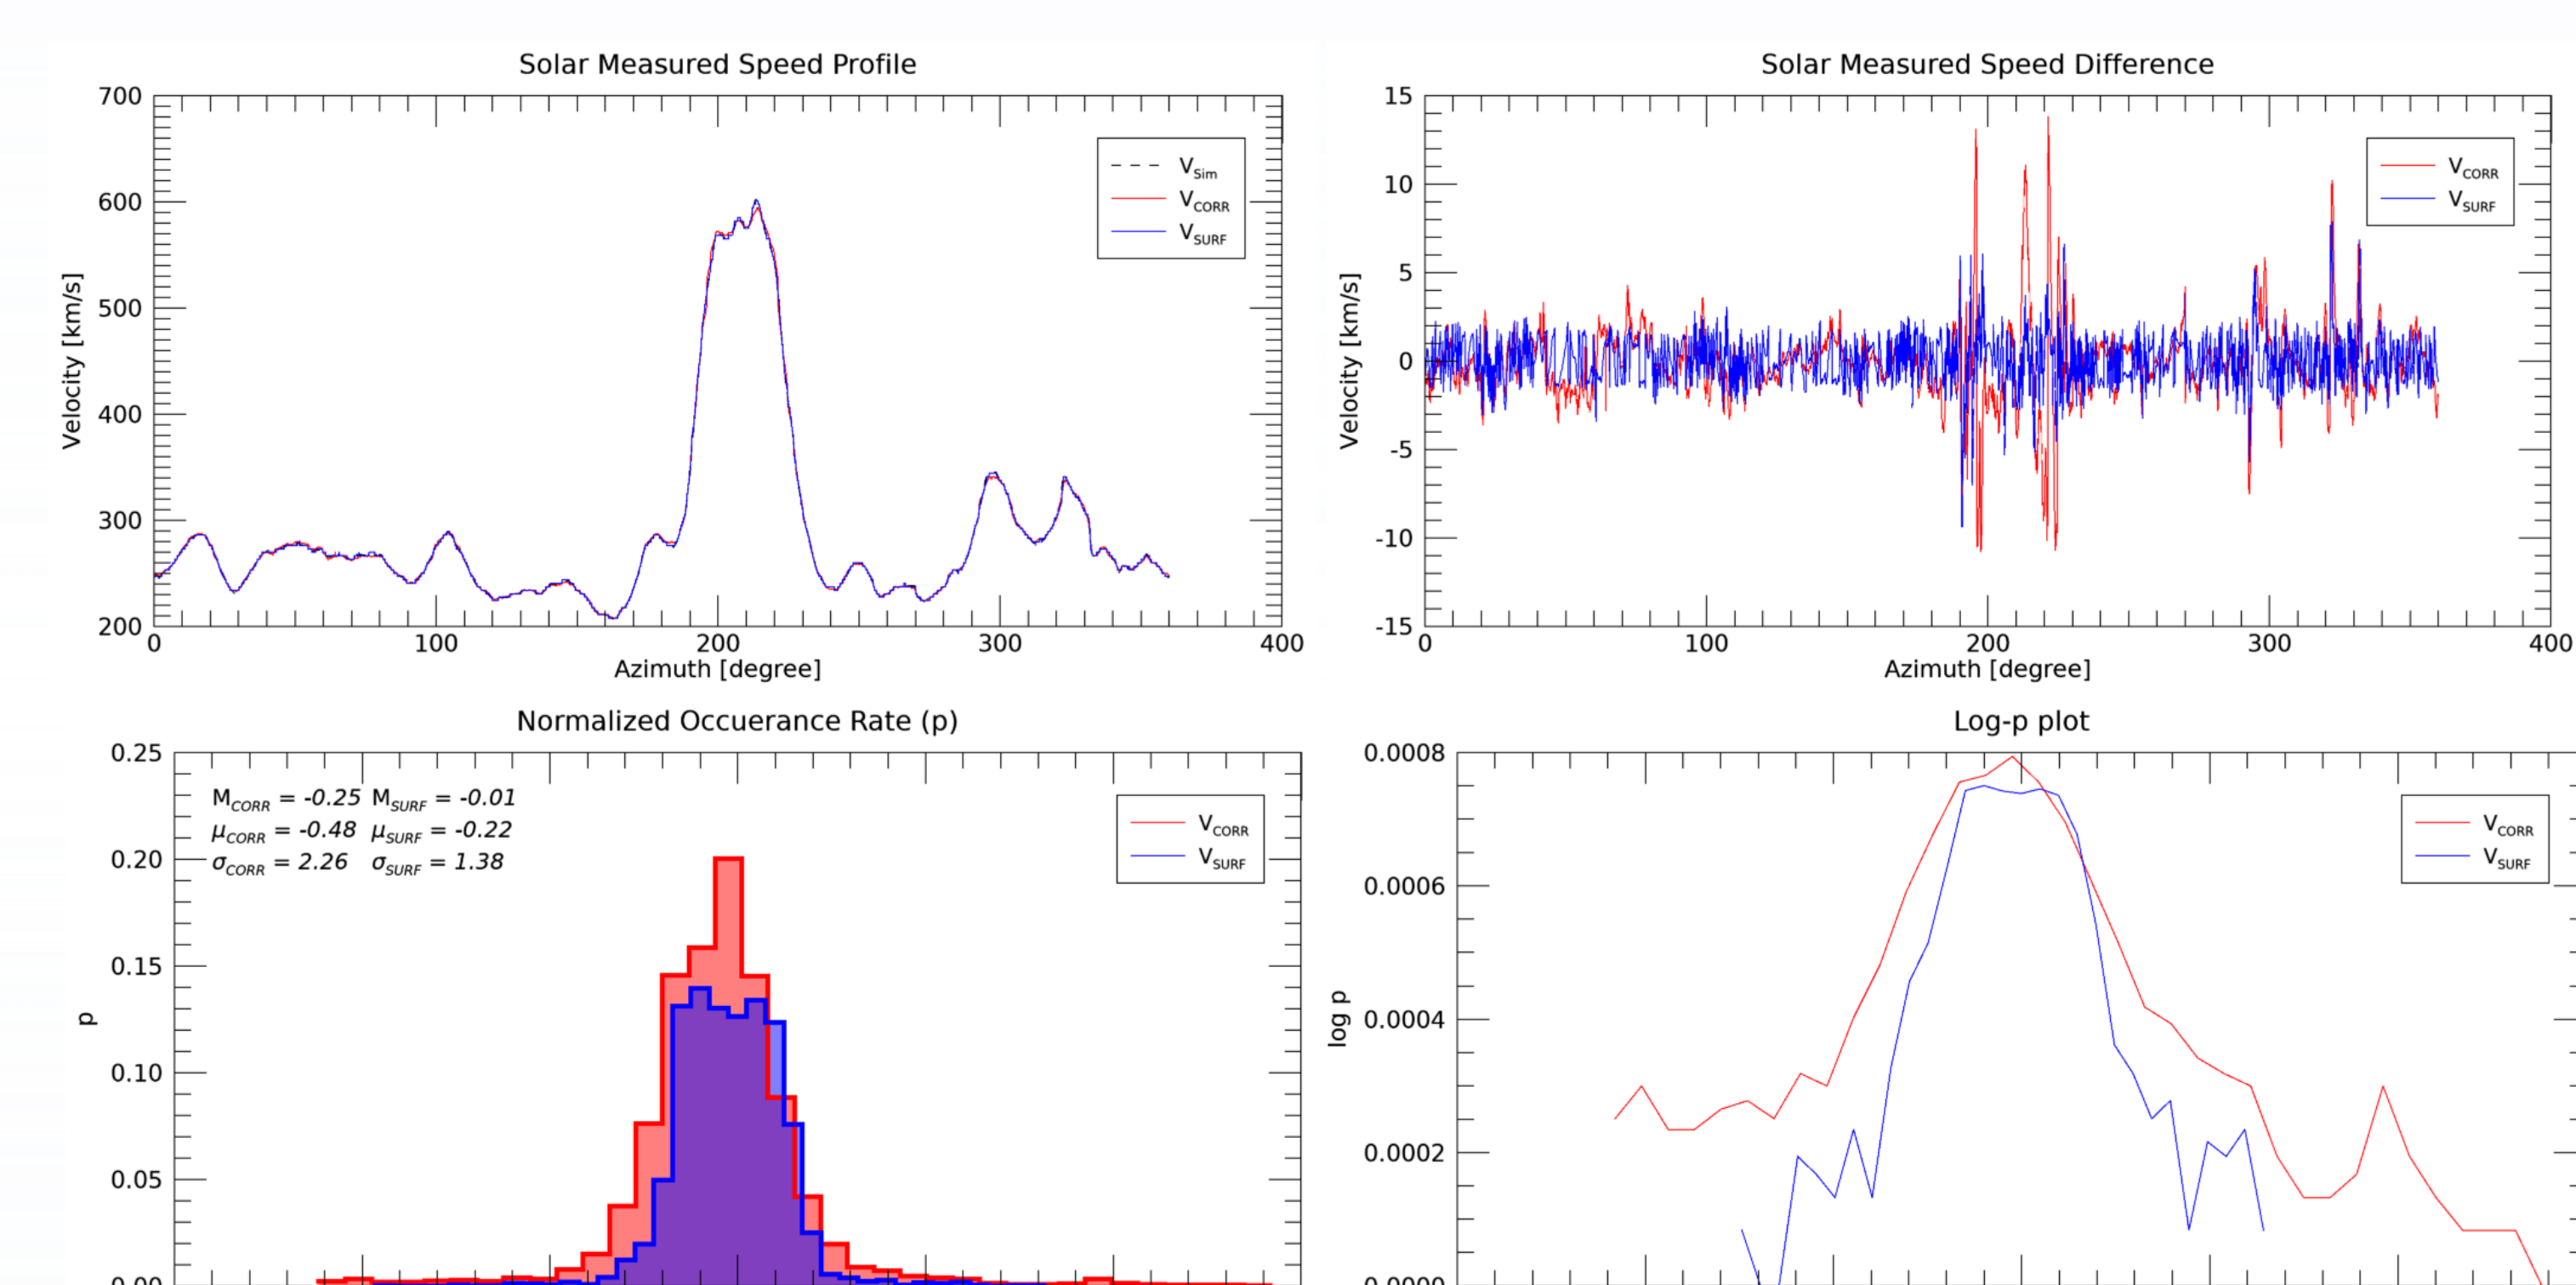 Solar Measured Speed Profile
700
600
500
400
300
200
0
100
200
300
400
Velocity [km/s]
Azimuth [degree]
V_Sim
V_CORR
V_SURF
Solar Measured Speed Difference
15
10
5
0
-5
-10
-15
0
100
200
300
400
Velocity [km/s]
Azimuth [degree]
V_CORR
V_SURF
Normalized Occuerance Rate (p)
0.25
0.20
0.15
0.10
0.05
0.00
p
M_CORR = -0.25 M_SURF = -0.01
μ_CORR = -0.48 μ_SURF = -0.22
σ_CORR = 2.26 σ_SURF = 1.38
V_CORR
V_SURF
Log-p plot
0.0008
0.0006
0.0004
0.0002
0.0000
log p
V_CORR
V_SURF